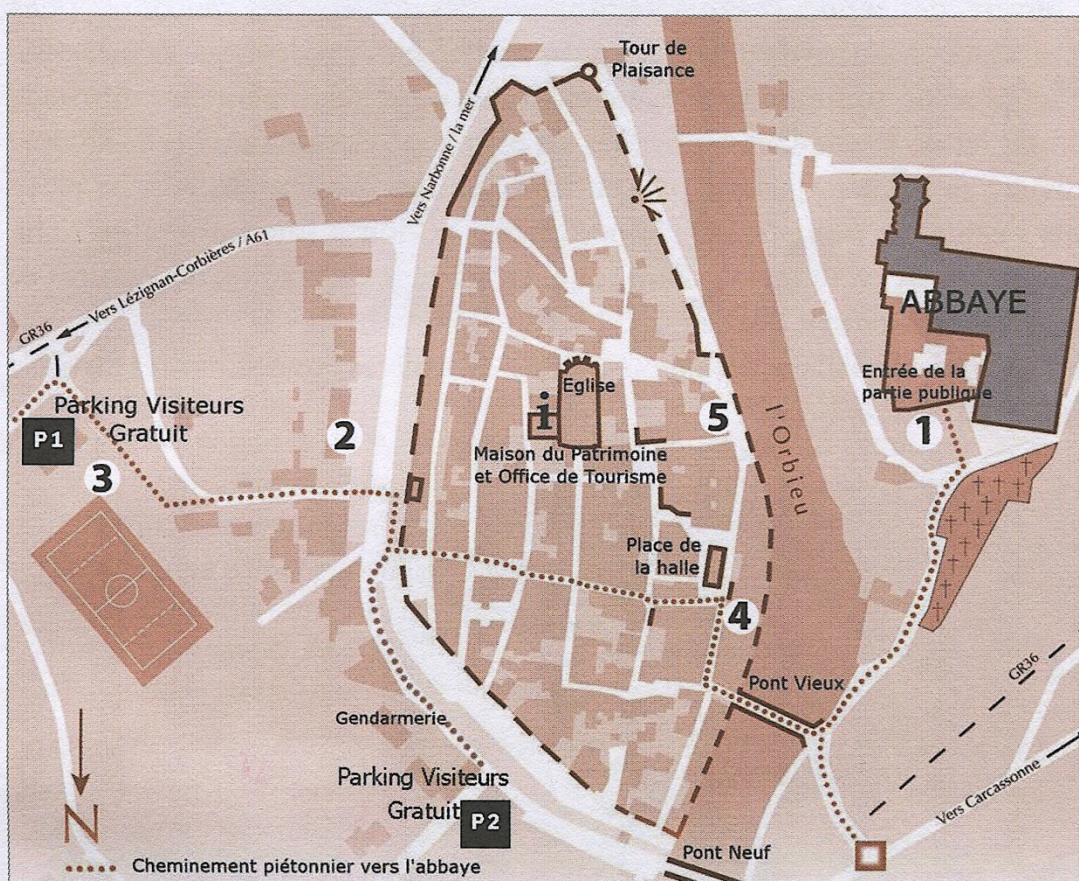 Tour de
Plaisance
Vers Narbonne / la mer
GR36
Vers Lézignan-Corbières / A61
ABBAYE
Entrée de la
partie publique
1
Parking Visiteurs
Gratuit
P1
2
3
Eglise
i
Maison du Patrimoine
et Office de Tourisme
5
l'Orbieu
Place de
la halle
4
Pont Vieux
GR36
Gendarmerie
Parking Visiteurs
Gratuit
P2
Vers Carcassonne
Pont Neuf
N
Cheminement piétonnier vers l'abbaye